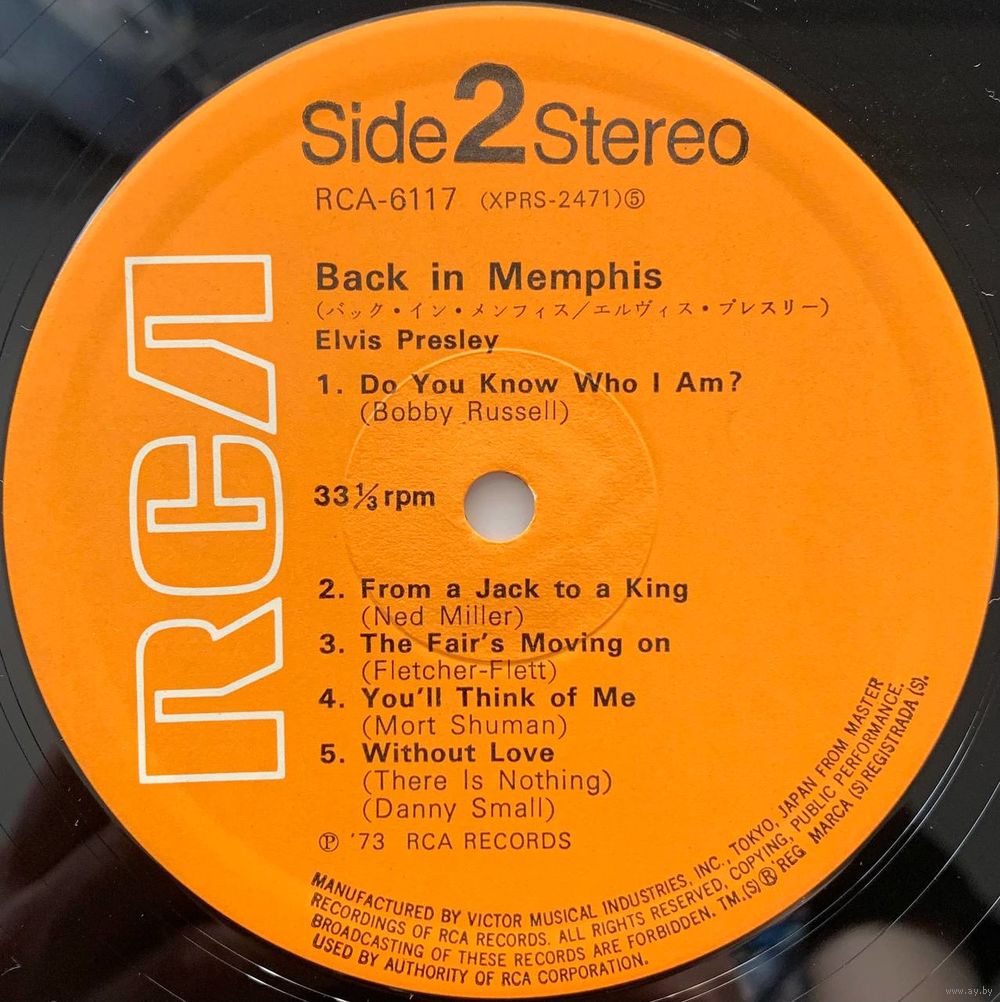 Side 2 Stereo
RCA-6117 (XPRS-2471)⑤
Back in Memphis
(バック・イン・メンフィス/エルヴィス・プレスリー)
Elvis Presley
1. Do You Know Who I Am?
(Bobby Russell)
33 1/3 rpm
2. From a Jack to a King
(Ned Miller)
3. The Fair's Moving on
(Fletcher-Flett)
4. You'll Think of Me
(Mort Shuman)
5. Without Love
(There Is Nothing)
(Danny Small)
℗ '73 RCA RECORDS
RCA
MANUFACTURED BY VICTOR MUSICAL INDUSTRIES, INC., TOKYO, JAPAN FROM MASTER
RECORDINGS OF RCA RECORDS. ALL RIGHTS RESERVED, COPYING, PUBLIC PERFORMANCE,
BROADCASTING OF THESE RECORDS ARE FORBIDDEN. TM.(S)® REG MARCA (S) REGISTRADA (S).
USED BY AUTHORITY OF RCA CORPORATION.
www.ay.by